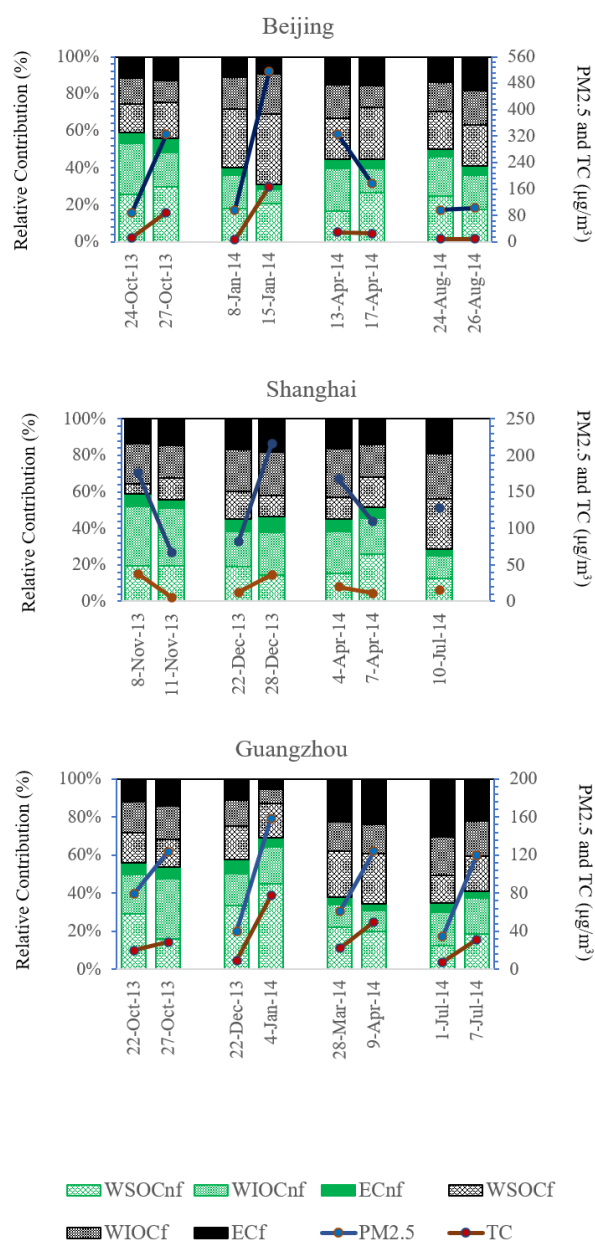 Beijing
Relative Contribution (%)
100%
80%
60%
40%
20%
0%
560
480
400
320
240
160
80
0
PM2.5 and TC (μg/m³)
24-Oct-13
27-Oct-13
8-Jan-14
15-Jan-14
13-Apr-14
17-Apr-14
24-Aug-14
26-Aug-14
Shanghai
Relative Contribution (%)
100%
80%
60%
40%
20%
0%
250
200
150
100
50
0
PM2.5 and TC (μg/m³)
8-Nov-13
11-Nov-13
22-Dec-13
28-Dec-13
4-Apr-14
7-Apr-14
10-Jul-14
Guangzhou
Relative Contribution (%)
100%
80%
60%
40%
20%
0%
200
160
120
80
40
0
PM2.5 and TC (μg/m³)
22-Oct-13
27-Oct-13
22-Dec-13
4-Jan-14
28-Mar-14
9-Apr-14
1-Jul-14
7-Jul-14
WSOCnf WIOCnf ECnf WSOCf
WIOCf ECf PM2.5 TC